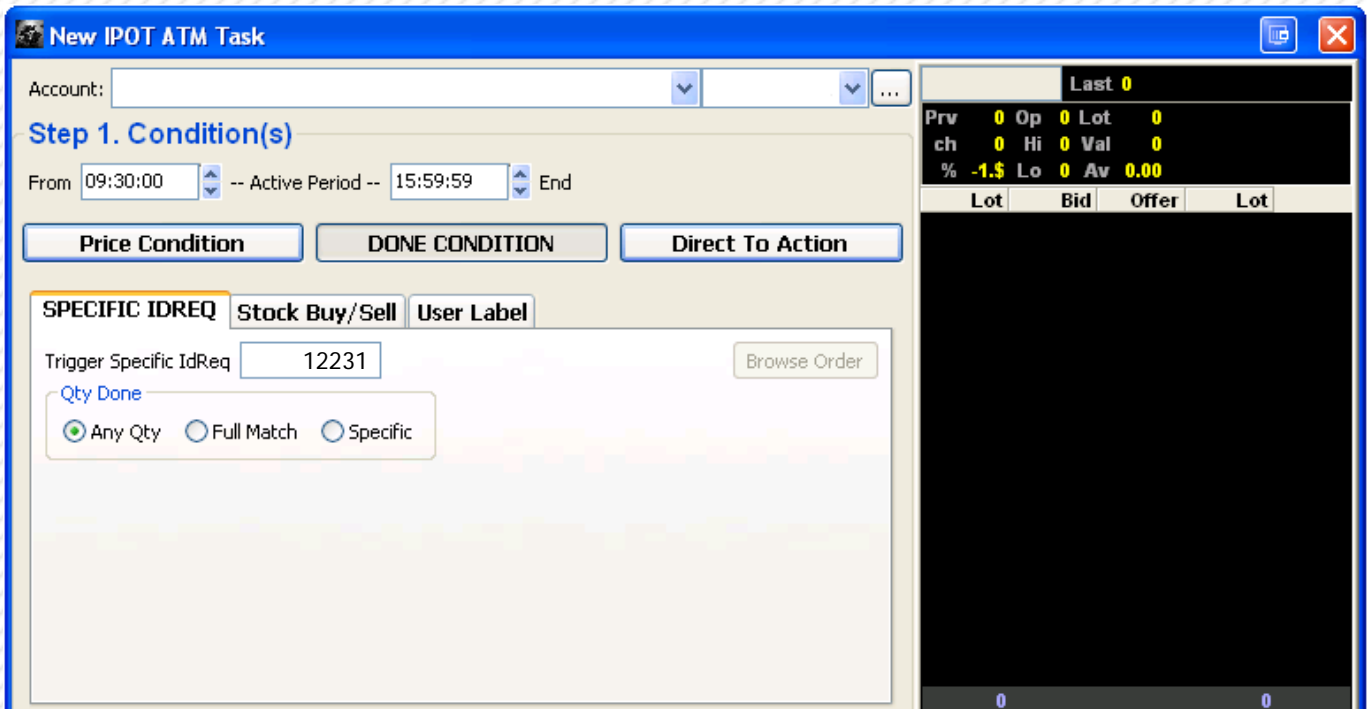 New IPOT ATM Task
Account:
...
Step 1. Condition(s)
From 09:30:00 -- Active Period -- 15:59:59 End
Price Condition DONE CONDITION Direct To Action
SPECIFIC IDREQ Stock Buy/Sell User Label
Trigger Specific IdReq 12231 Browse Order
Qty Done
Any Qty Full Match Specific
Last 0
Prv 0 Op 0 Lot 0
ch 0 Hi 0 Val 0
% -1.$ Lo 0 Av 0.00
Lot Bid Offer Lot
0 0